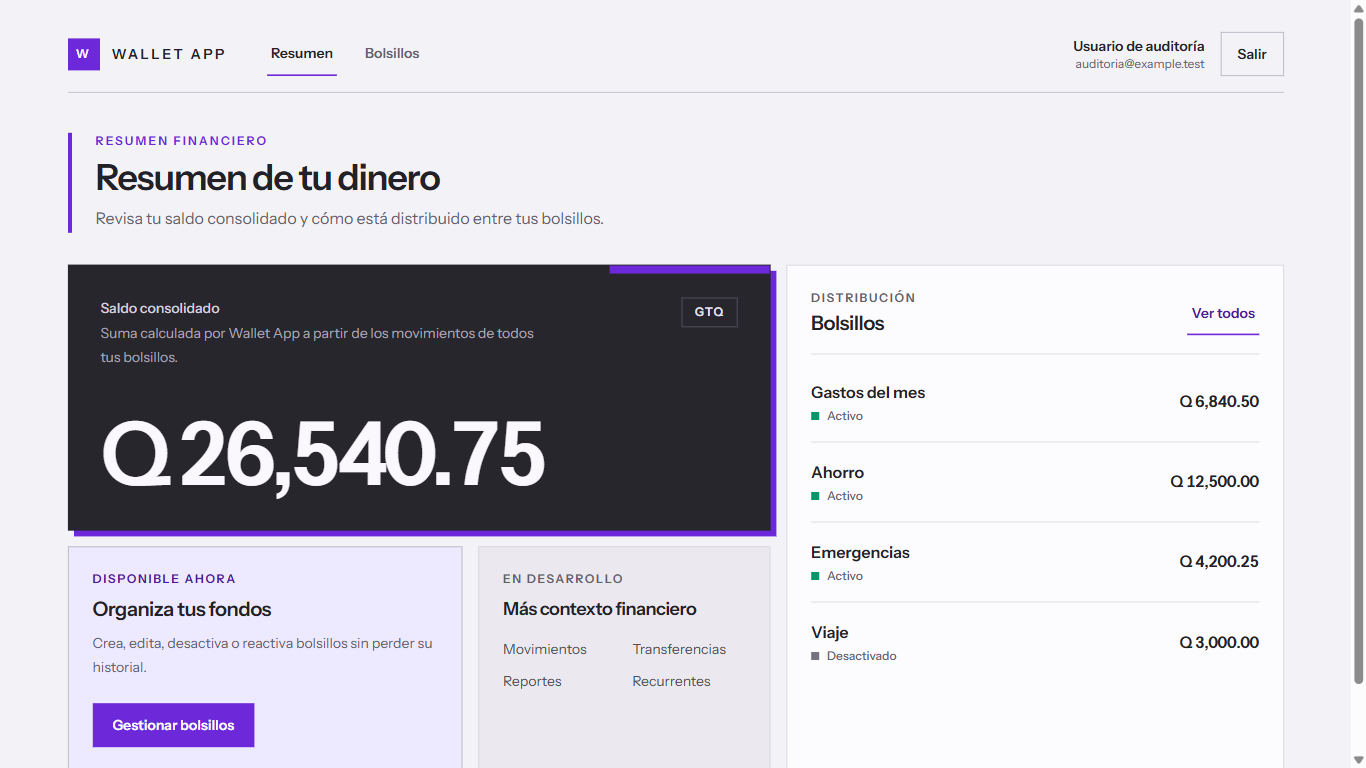 W
WALLET APP
Resumen
Bolsillos
Usuario de auditoría
auditoria@example.test
Salir
RESUMEN FINANCIERO
Resumen de tu dinero
Revisa tu saldo consolidado y cómo está distribuido entre tus bolsillos.
Saldo consolidado
Suma calculada por Wallet App a partir de los movimientos de todos
tus bolsillos.
GTQ
Q 26,540.75
DISTRIBUCIÓN
Bolsillos
Ver todos
Gastos del mes
Activo
Q 6,840.50
Ahorro
Activo
Q 12,500.00
Emergencias
Activo
Q 4,200.25
Viaje
Desactivado
Q 3,000.00
DISPONIBLE AHORA
Organiza tus fondos
Crea, edita, desactiva o reactiva bolsillos sin perder su
historial.
Gestionar bolsillos
EN DESARROLLO
Más contexto financiero
Movimientos
Transferencias
Reportes
Recurrentes